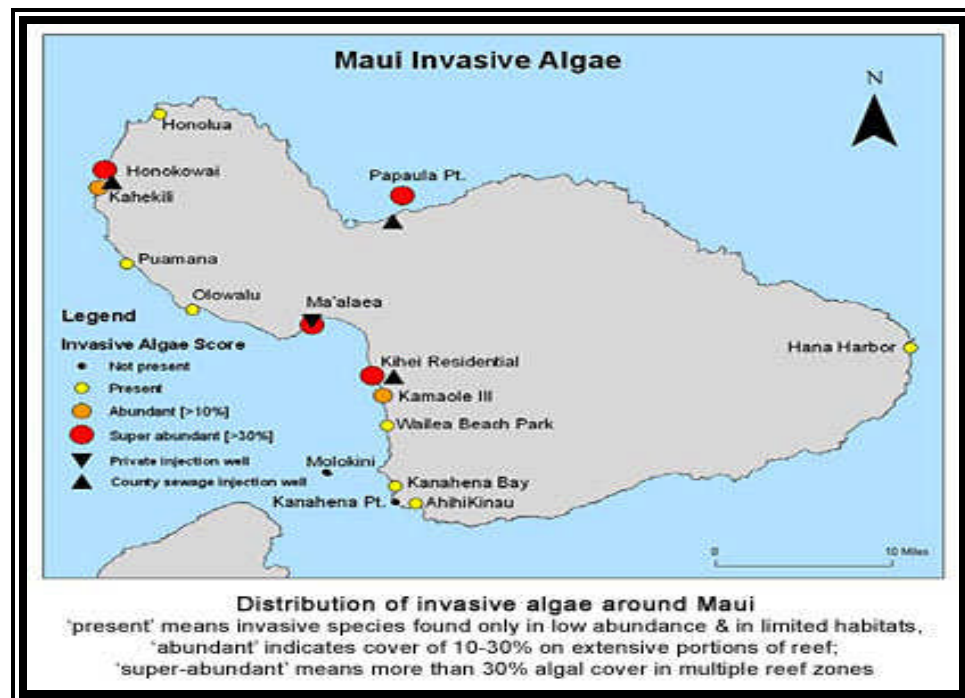 Maui Invasive Algae
N
Honolua
Honokowai
Kahekili
Papaula Pt.
Puamana
Olowalu
Ma'alaea
Hana Harbor
Kihei Residential
Kamaole III
Wailea Beach Park
Molokini
Kanahena Bay
Kanahena Pt.
AhihiKinau
Legend
Invasive Algae Score
Not present
Present
Abundant [>10%]
Super abundant [>30%]
Private injection well
County sewage injection well
0 10 Miles
Distribution of invasive algae around Maui
'present' means invasive species found only in low abundance & in limited habitats,
'abundant' indicates cover of 10-30% on extensive portions of reef;
'super-abundant' means more than 30% algal cover in multiple reef zones